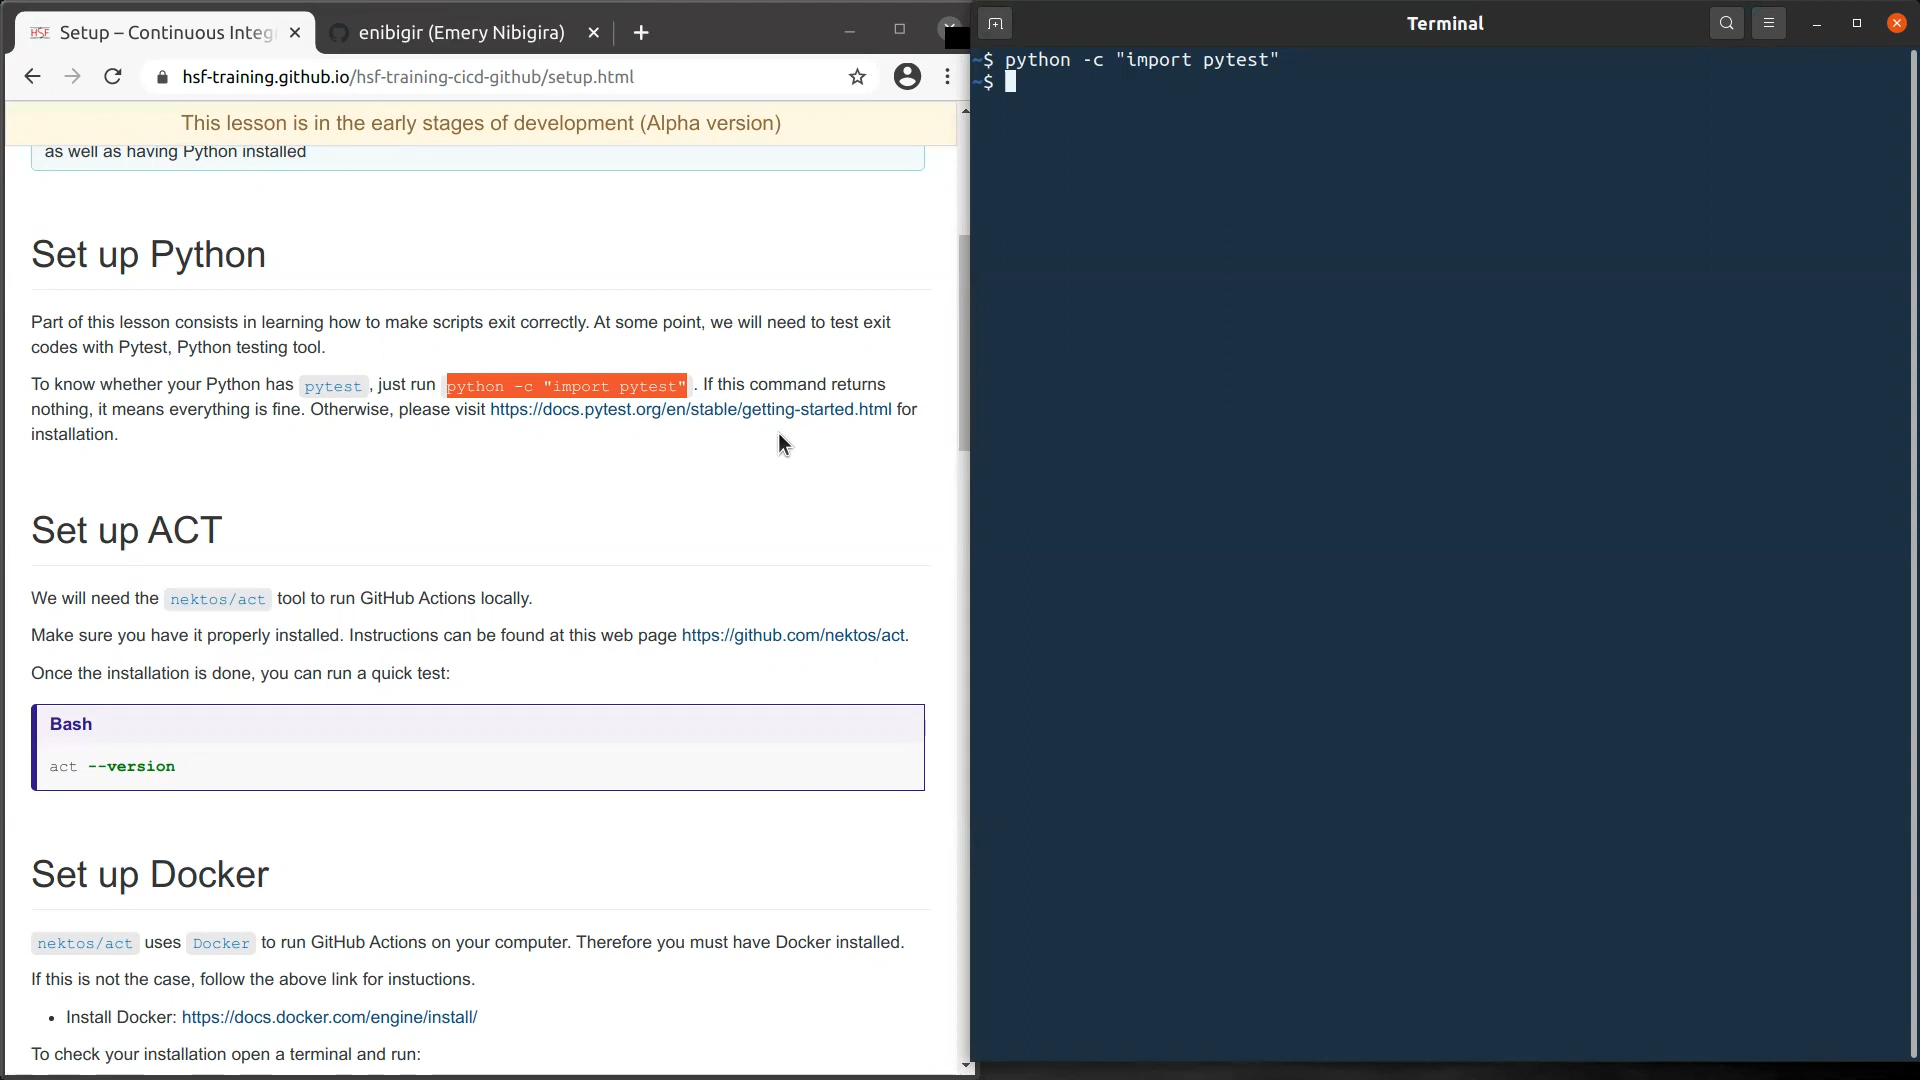 Setup – Continuous Integ
enibigir (Emery Nibigira)
hsf-training.github.io/hsf-training-cicd-github/setup.html
This lesson is in the early stages of development (Alpha version)
as well as having Python installed
Set up Python
Part of this lesson consists in learning how to make scripts exit correctly. At some point, we will need to test exit
codes with Pytest, Python testing tool.
To know whether your Python has pytest, just run python -c "import pytest". If this command returns
nothing, it means everything is fine. Otherwise, please visit https://docs.pytest.org/en/stable/getting-started.html for
installation.
Set up ACT
We will need the nektos/act tool to run GitHub Actions locally.
Make sure you have it properly installed. Instructions can be found at this web page https://github.com/nektos/act.
Once the installation is done, you can run a quick test:
Bash
act --version
Set up Docker
nektos/act uses Docker to run GitHub Actions on your computer. Therefore you must have Docker installed.
If this is not the case, follow the above link for instuctions.
• Install Docker: https://docs.docker.com/engine/install/
To check your installation open a terminal and run:
Terminal
~$ python -c "import pytest"
~$